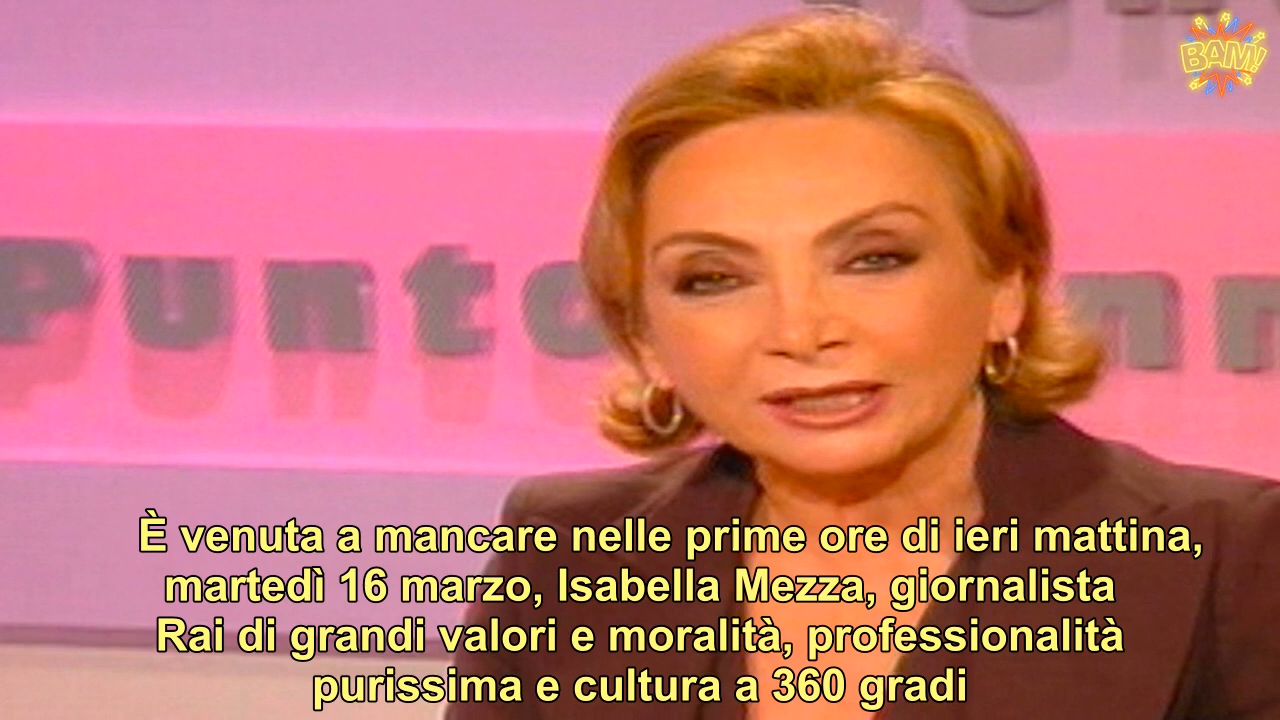 BAM!
Punto
È venuta a mancare nelle prime ore di ieri mattina,
martedì 16 marzo, Isabella Mezza, giornalista
Rai di grandi valori e moralità, professionalità
purissima e cultura a 360 gradi